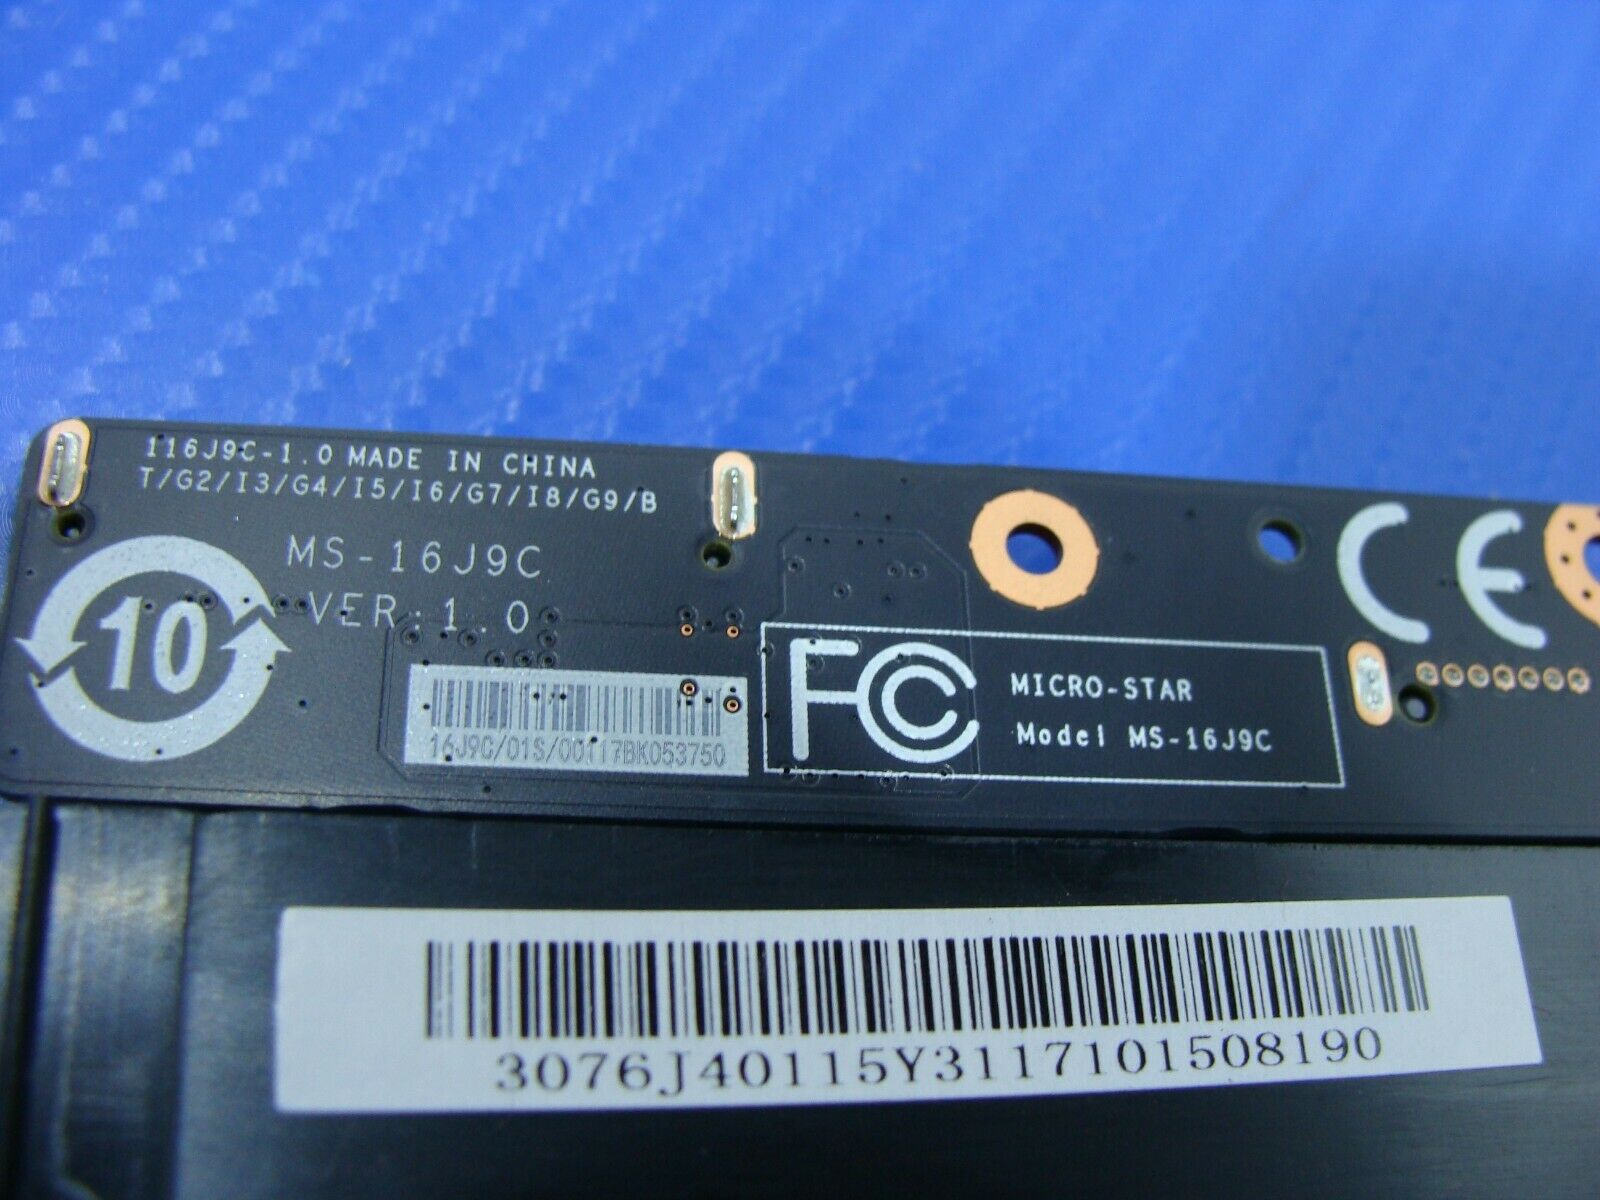 116J9C-1.0 MADE IN CHINA
T/G2/I3/G4/I5/I6/G7/I8/G9/B
MS-16J9C
VER:1.0
10
16J9C/01S/00117BK053750
FC
MICRO-STAR
Model MS-16J9C
CE
3076J40115Y3117101508190